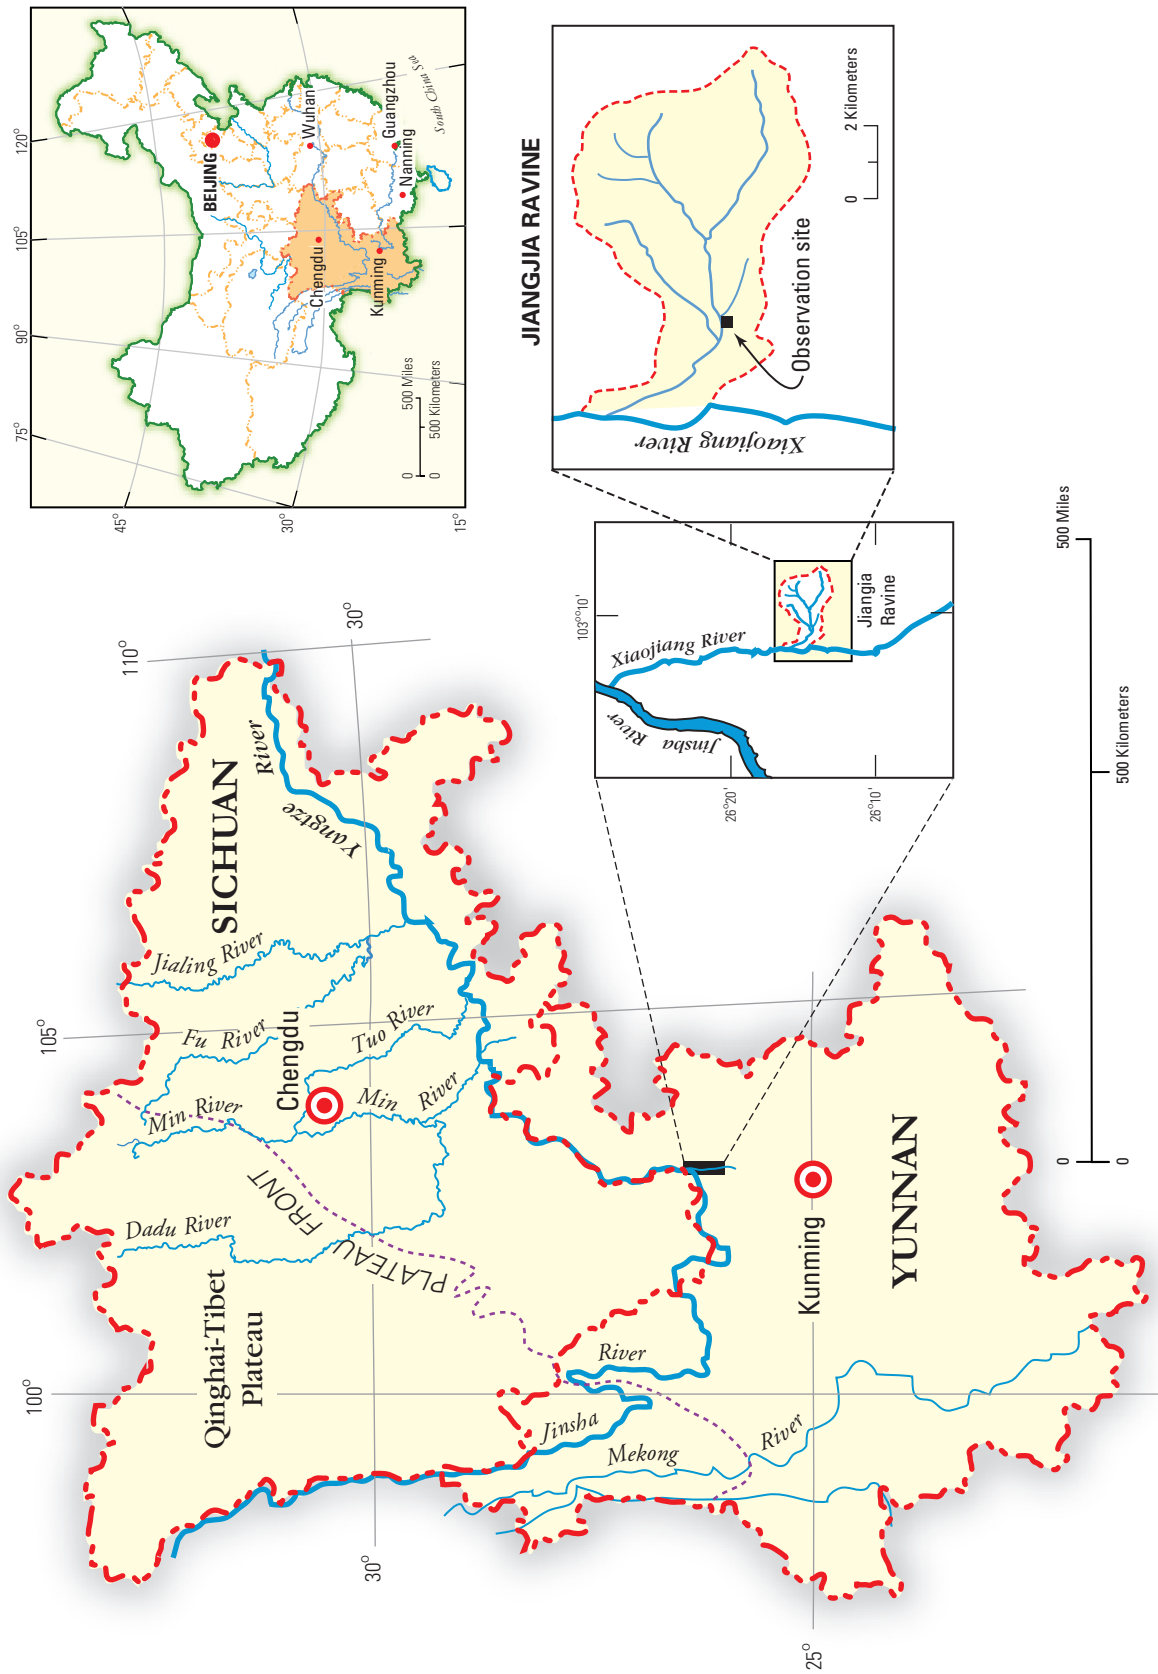 110°
105°
100°
30°
30°
25°
SICHUAN
Yangtze
River
Jialing River
Fu River
Chengdu
Tuo River
Min River
Min
River
Dadu River
PLATEAU FRONT
Qinghai-Tibet
Plateau
Jinsha
River
Mekong
River
Kunming
YUNNAN
0
500 Miles
0
500 Kilometers
75°
90°
105°
120°
45°
30°
15°
BEIJING
Wuhan
Guangzhou
Nanning
South China Sea
Chengdu
Kunming
0
500 Miles
0
500 Kilometers
103°10'
26°20'
26°10'
Xiaojiang River
Jinsha
River
Jiangjia
Ravine
JIANGJIA RAVINE
Xiaojiang River
Observation site
0
2 Kilometers